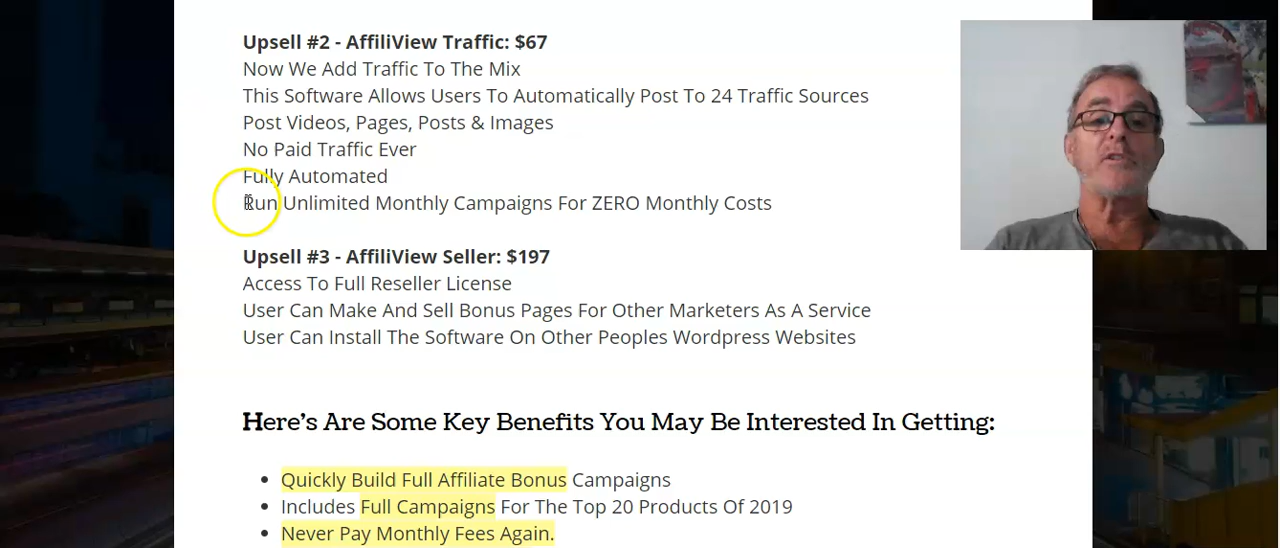 Upsell #2 - AffiliView Traffic: $67
Now We Add Traffic To The Mix
This Software Allows Users To Automatically Post To 24 Traffic Sources
Post Videos, Pages, Posts & Images
No Paid Traffic Ever
Fully Automated
Run Unlimited Monthly Campaigns For ZERO Monthly Costs
Upsell #3 - AffiliView Seller: $197
Access To Full Reseller License
User Can Make And Sell Bonus Pages For Other Marketers As A Service
User Can Install The Software On Other Peoples Wordpress Websites
Here's Are Some Key Benefits You May Be Interested In Getting:
Quickly Build Full Affiliate Bonus Campaigns
Includes Full Campaigns For The Top 20 Products Of 2019
Never Pay Monthly Fees Again.